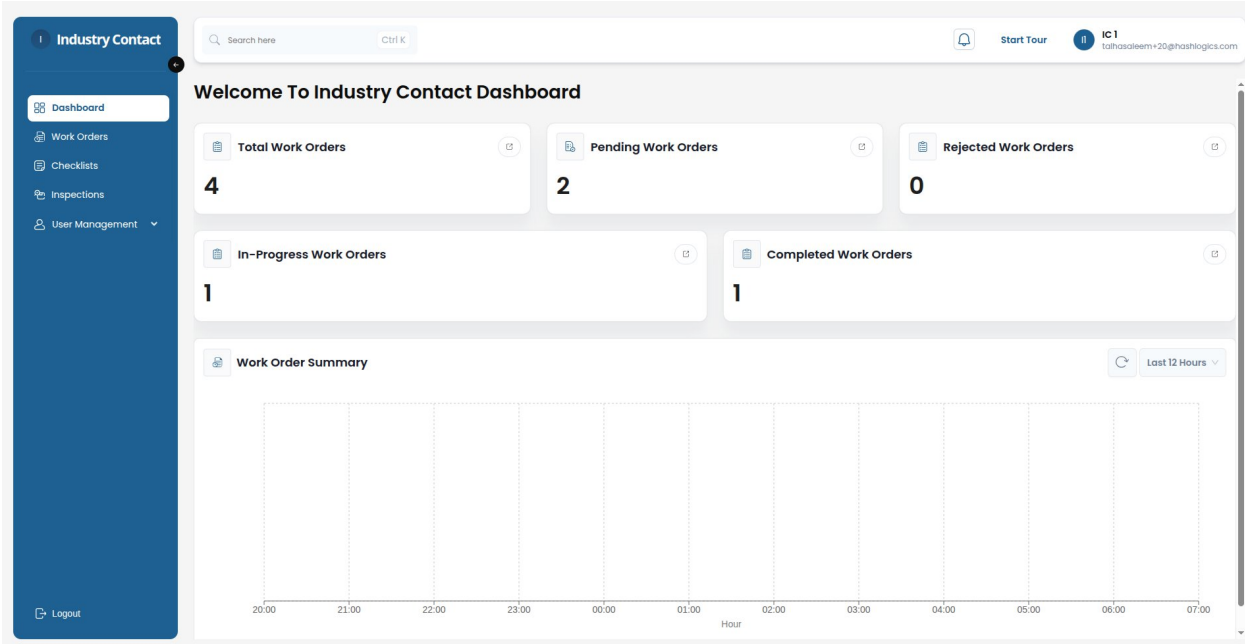 I Industry Contact
Search here Ctrl K
Start Tour
I1
IC 1
talhasaleem+20@hashlogics.com
Dashboard
Work Orders
Checklists
Inspections
User Management
Logout
Welcome To Industry Contact Dashboard
Total Work Orders
4
Pending Work Orders
2
Rejected Work Orders
0
In-Progress Work Orders
1
Completed Work Orders
1
Work Order Summary
Last 12 Hours
20:00 21:00 22:00 23:00 00:00 01:00 02:00 03:00 04:00 05:00 06:00 07:00
Hour